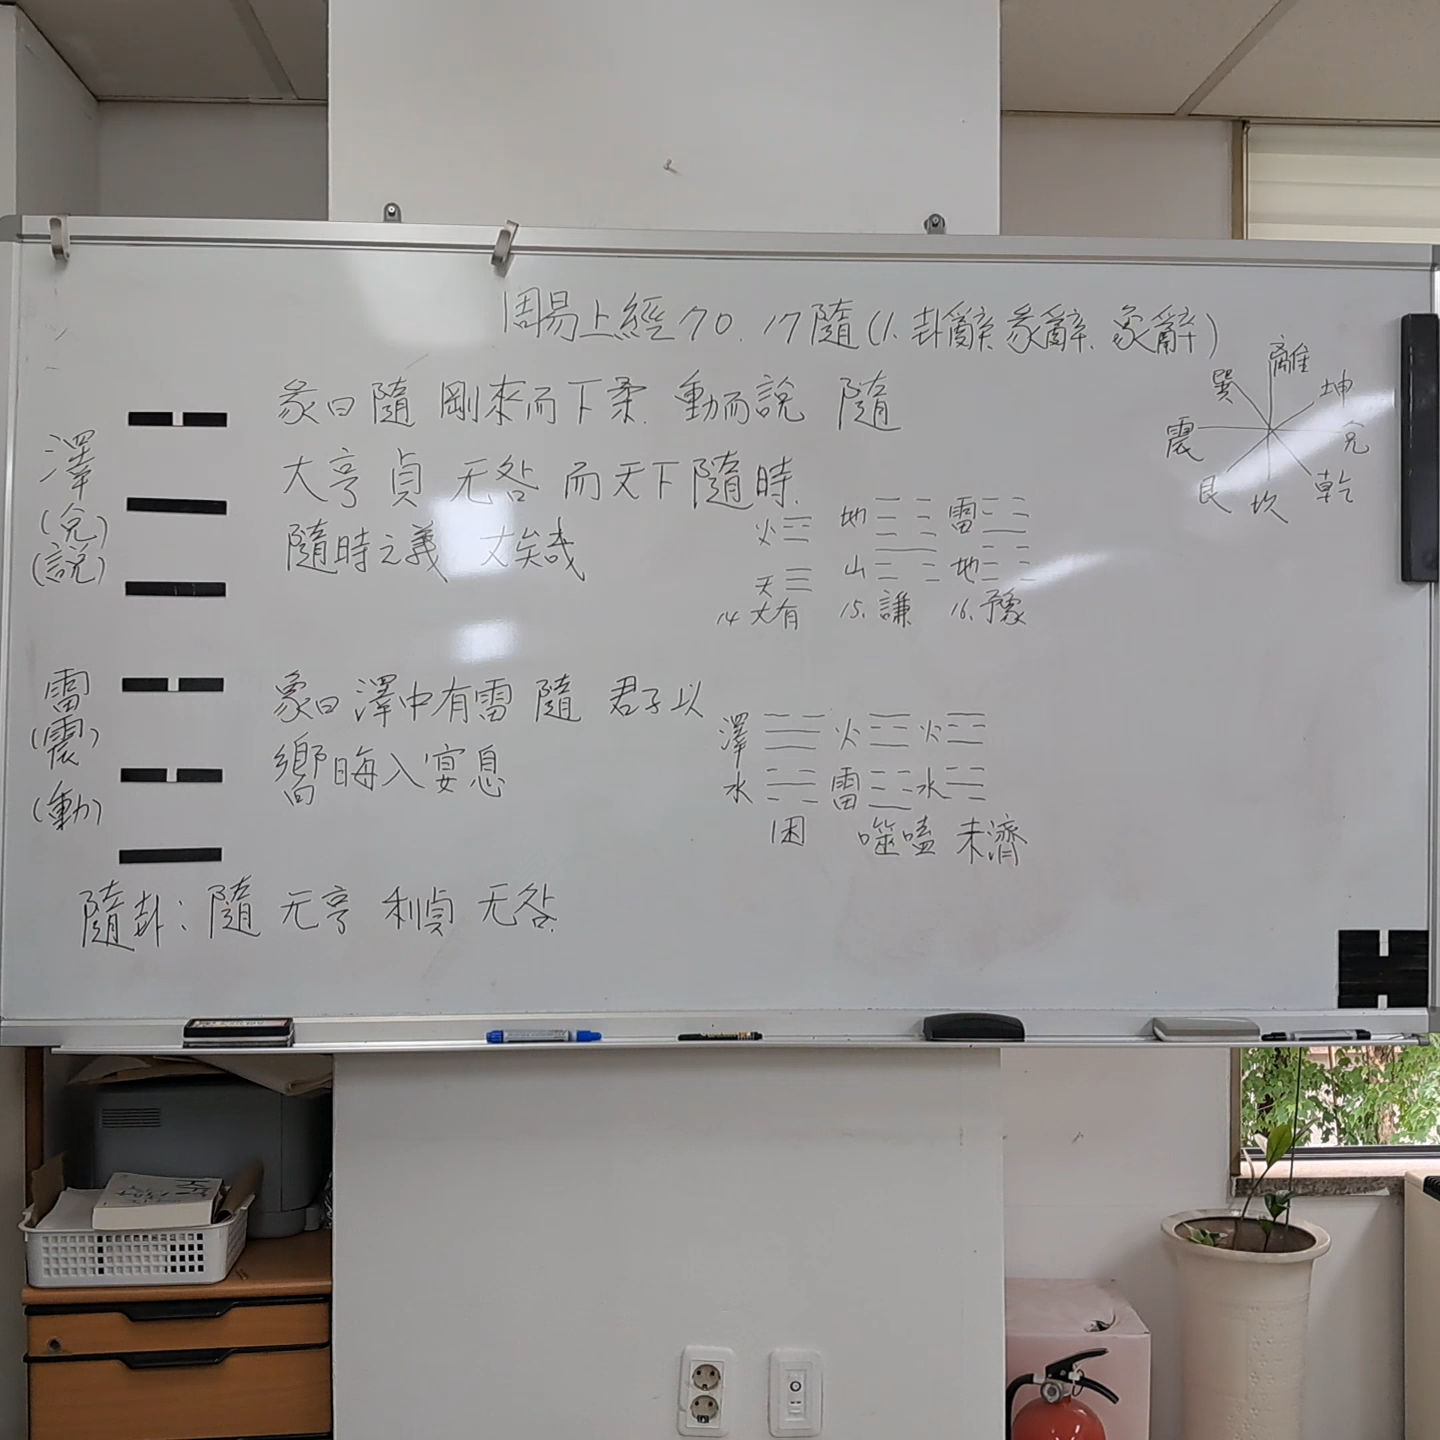 周易上經70. 17隨(1. 卦辭. 彖辭. 象辭)
彖曰 隨 剛來而下柔. 動而說 隨
大亨 貞 无咎 而天下隨時.
隨時之義 大矣哉
澤
(兌)
(說)
雷
(震)
(動)
象曰 澤中有雷 隨 君子以
嚮晦入宴息
隨卦: 隨 元亨 利貞 无咎.
火
天
14 大有
地
山
15. 謙
雷
地
16. 予豫
澤
水
困
火
雷
噬嗑
火
水
未濟
離
坤
兌
乾
坎
艮
震
巽